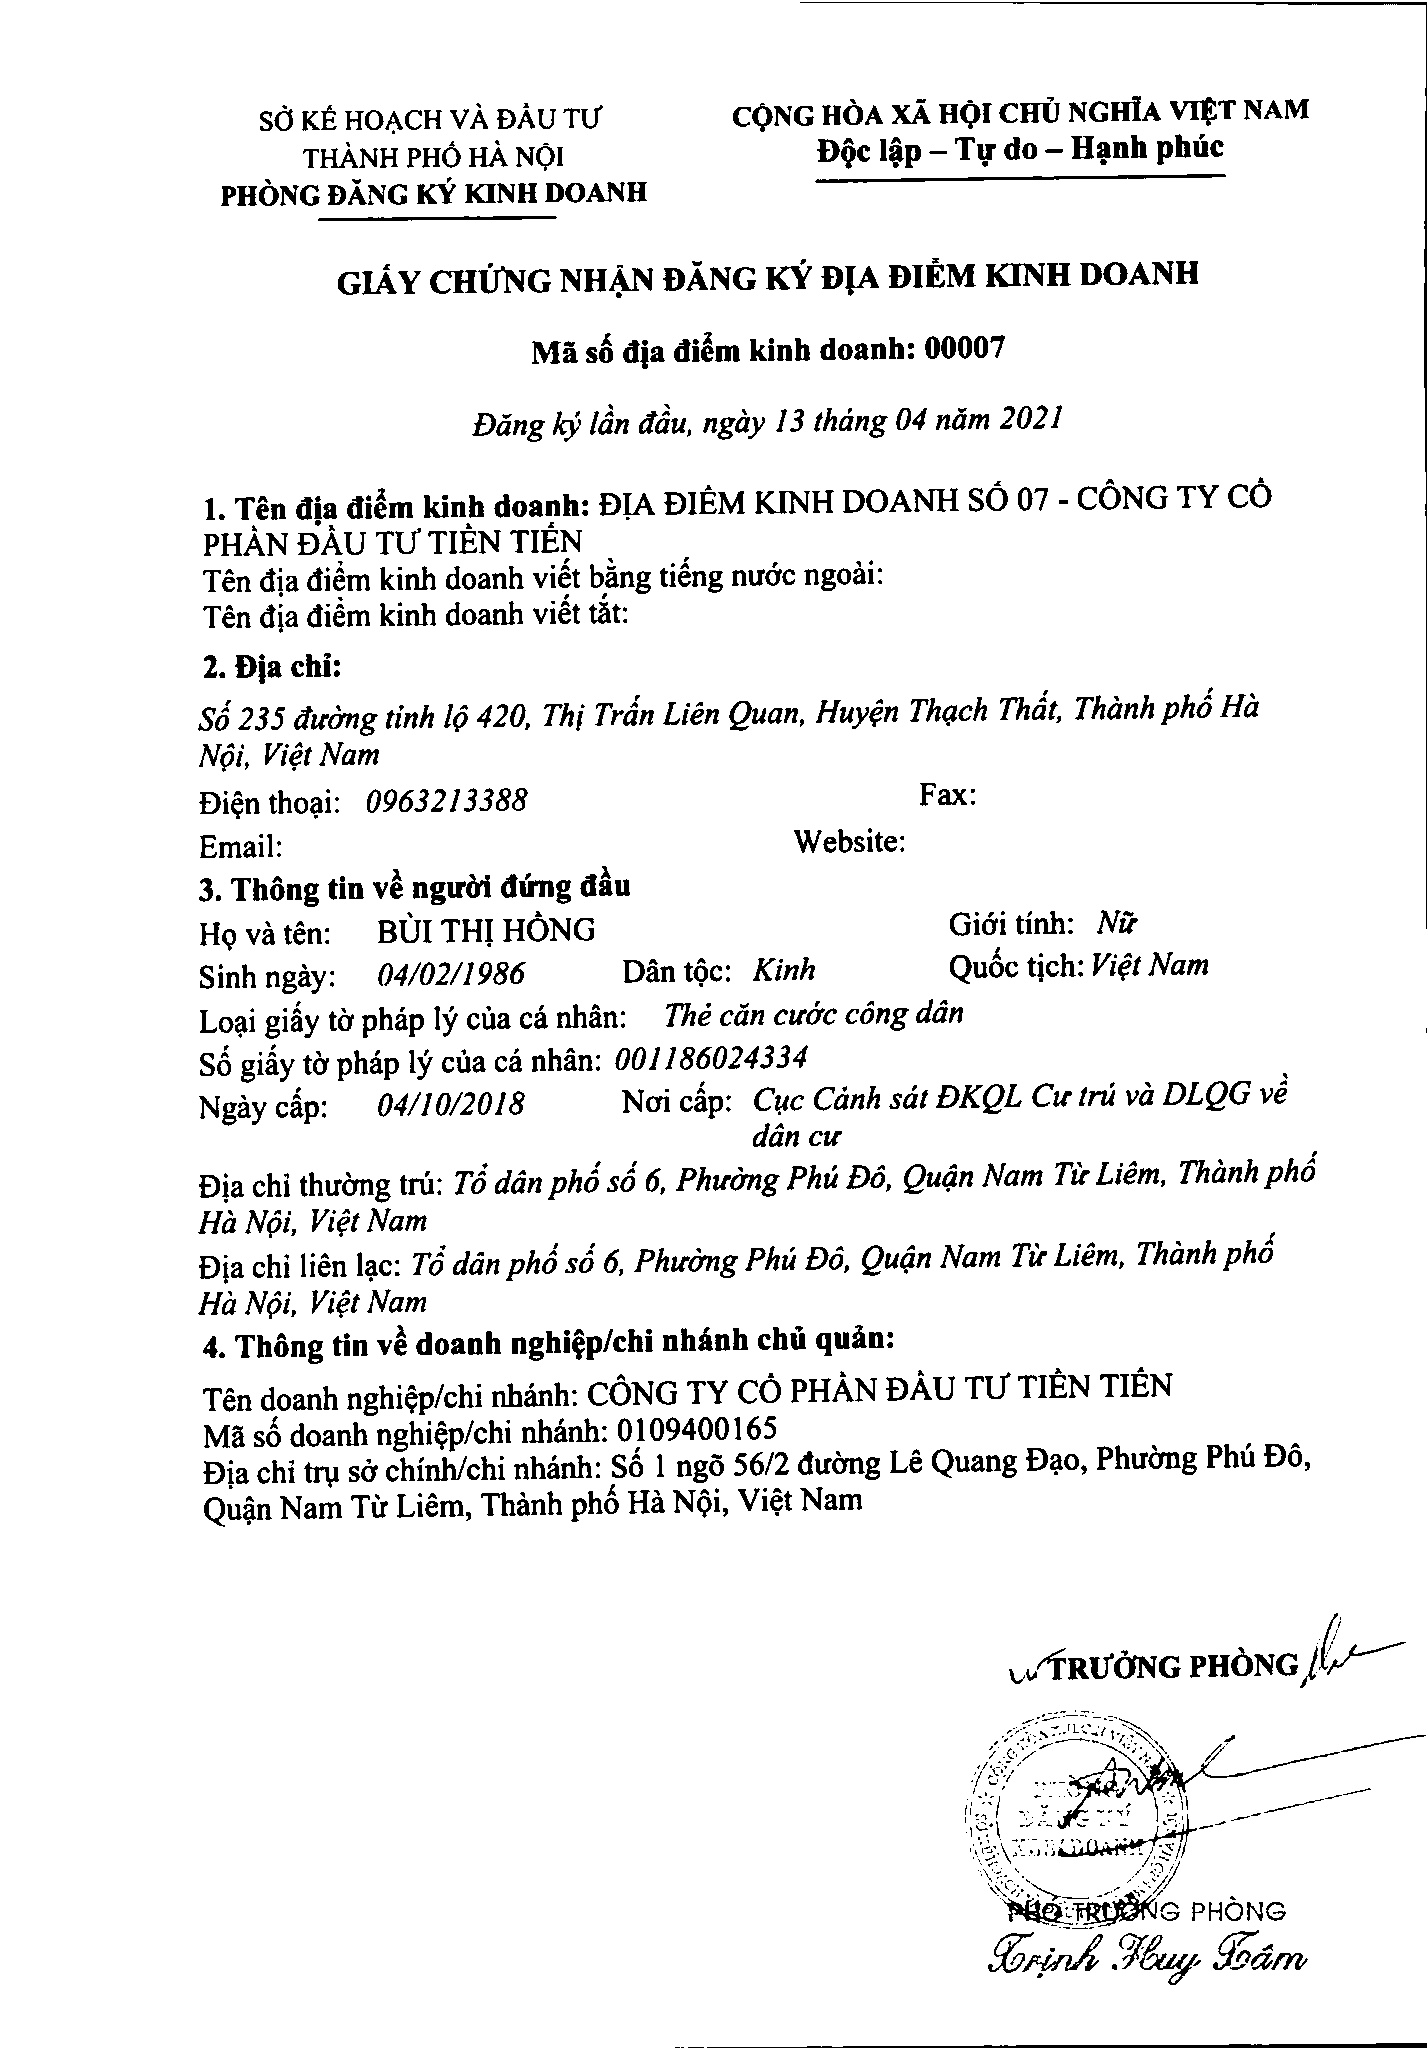 SỞ KẾ HOẠCH VÀ ĐẦU TƯ
THÀNH PHỐ HÀ NỘI
PHÒNG ĐĂNG KÝ KINH DOANH
CỘNG HÒA XÃ HỘI CHỦ NGHĨA VIỆT NAM
Độc lập – Tự do – Hạnh phúc
GIẤY CHỨNG NHẬN ĐĂNG KÝ ĐỊA ĐIỂM KINH DOANH
Mã số địa điểm kinh doanh: 00007
Đăng ký lần đầu, ngày 13 tháng 04 năm 2021
1. Tên địa điểm kinh doanh: ĐỊA ĐIỂM KINH DOANH SỐ 07 - CÔNG TY CỔ
PHẦN ĐẦU TƯ TIỀN TIẾN
Tên địa điểm kinh doanh viết bằng tiếng nước ngoài:
Tên địa điểm kinh doanh viết tắt:
2. Địa chỉ:
Số 235 đường tỉnh lộ 420, Thị Trấn Liên Quan, Huyện Thạch Thất, Thành phố Hà
Nội, Việt Nam
Điện thoại: 0963213388 Fax:
Email: Website:
3. Thông tin về người đứng đầu
Họ và tên: BÙI THỊ HỒNG Giới tính: Nữ
Sinh ngày: 04/02/1986 Dân tộc: Kinh Quốc tịch: Việt Nam
Loại giấy tờ pháp lý của cá nhân: Thẻ căn cước công dân
Số giấy tờ pháp lý của cá nhân: 001186024334
Ngày cấp: 04/10/2018 Nơi cấp: Cục Cảnh sát ĐKQL Cư trú và DLQG về
dân cư
Địa chỉ thường trú: Tổ dân phố số 6, Phường Phú Đô, Quận Nam Từ Liêm, Thành phố
Hà Nội, Việt Nam
Địa chỉ liên lạc: Tổ dân phố số 6, Phường Phú Đô, Quận Nam Từ Liêm, Thành phố
Hà Nội, Việt Nam
4. Thông tin về doanh nghiệp/chi nhánh chủ quản:
Tên doanh nghiệp/chi nhánh: CÔNG TY CỔ PHẦN ĐẦU TƯ TIỀN TIẾN
Mã số doanh nghiệp/chi nhánh: 0109400165
Địa chỉ trụ sở chính/chi nhánh: Số 1 ngõ 56/2 đường Lê Quang Đạo, Phường Phú Đô,
Quận Nam Từ Liêm, Thành phố Hà Nội, Việt Nam
TRƯỞNG PHÒNG
PHÒNG
ĐĂNG KÝ
KINH DOANH
PHÓ TRƯỞNG PHÒNG
Trịnh Huy Tâm